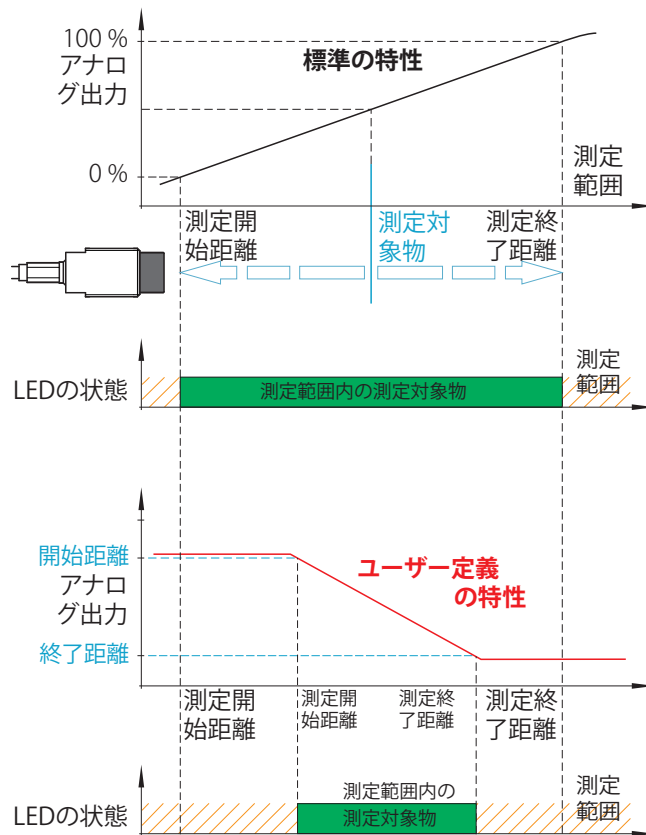 100 %
アナロ
グ出力
標準の特性
0 %
測定
範囲
測定開
始距離
測定対
象物
測定終
了距離
LEDの状態
測定範囲内の測定対象物
測定
範囲
開始距離
アナロ
グ出力
ユーザー定義
の特性
終了距離
測定開
始距離
測定開
始距離
測定終
了距離
測定終
了距離
LEDの状態
測定範囲内の
測定対象物
測定
範囲